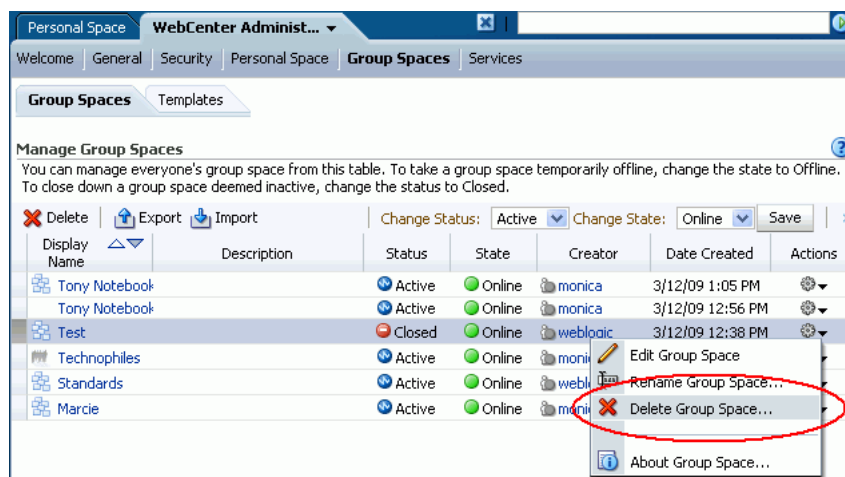 Personal Space WebCenter Administ...
Welcome General Security Personal Space Group Spaces Services
Group Spaces Templates
Manage Group Spaces
You can manage everyone's group space from this table. To take a group space temporarily offline, change the state to Offline.
To close down a group space deemed inactive, change the status to Closed.
Delete Export Import Change Status: Active Change State: Online Save
Display Name Description Status State Creator Date Created Actions
Tony Notebook Active Online monica 3/12/09 1:05 PM
Tony Notebook Active Online monica 3/12/09 12:56 PM
Test Closed Online weblogic 3/12/09 12:38 PM
Technophiles Active Online moni
Standards Active Online webl
Marcie Active Online moni
Edit Group Space
Rename Group Space...
Delete Group Space...
About Group Space...